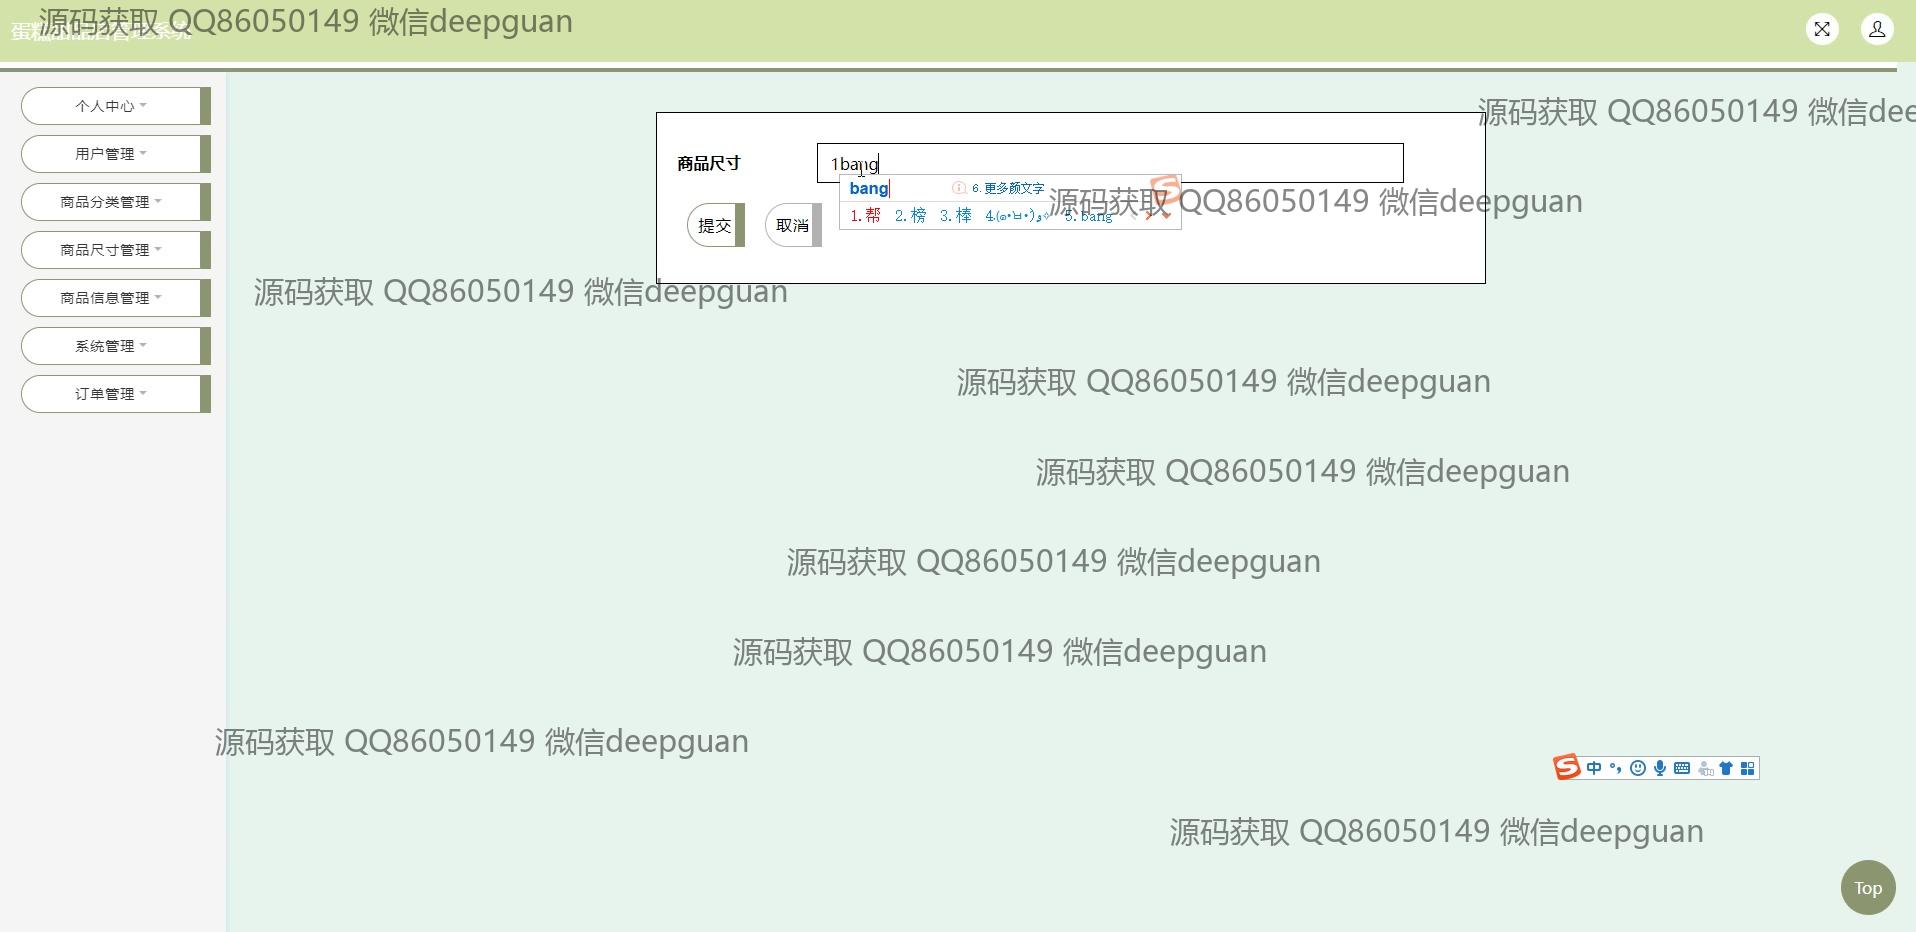 源码获取 QQ86050149 微信deepguan
个人中心
用户管理
商品分类管理
商品尺寸管理
商品信息管理
系统管理
订单管理
源码获取 QQ86050149 微信dee
商品尺寸
1bang
bang
6.更多颜文字
1.帮 2.榜 3.棒 4.(๑•̀ㅂ•́)و✧ 5.bang
源码获取 QQ86050149 微信deepguan
提交
取消
源码获取 QQ86050149 微信deepguan
源码获取 QQ86050149 微信deepguan
源码获取 QQ86050149 微信deepguan
源码获取 QQ86050149 微信deepguan
源码获取 QQ86050149 微信deepguan
源码获取 QQ86050149 微信deepguan
中
源码获取 QQ86050149 微信deepguan
Top